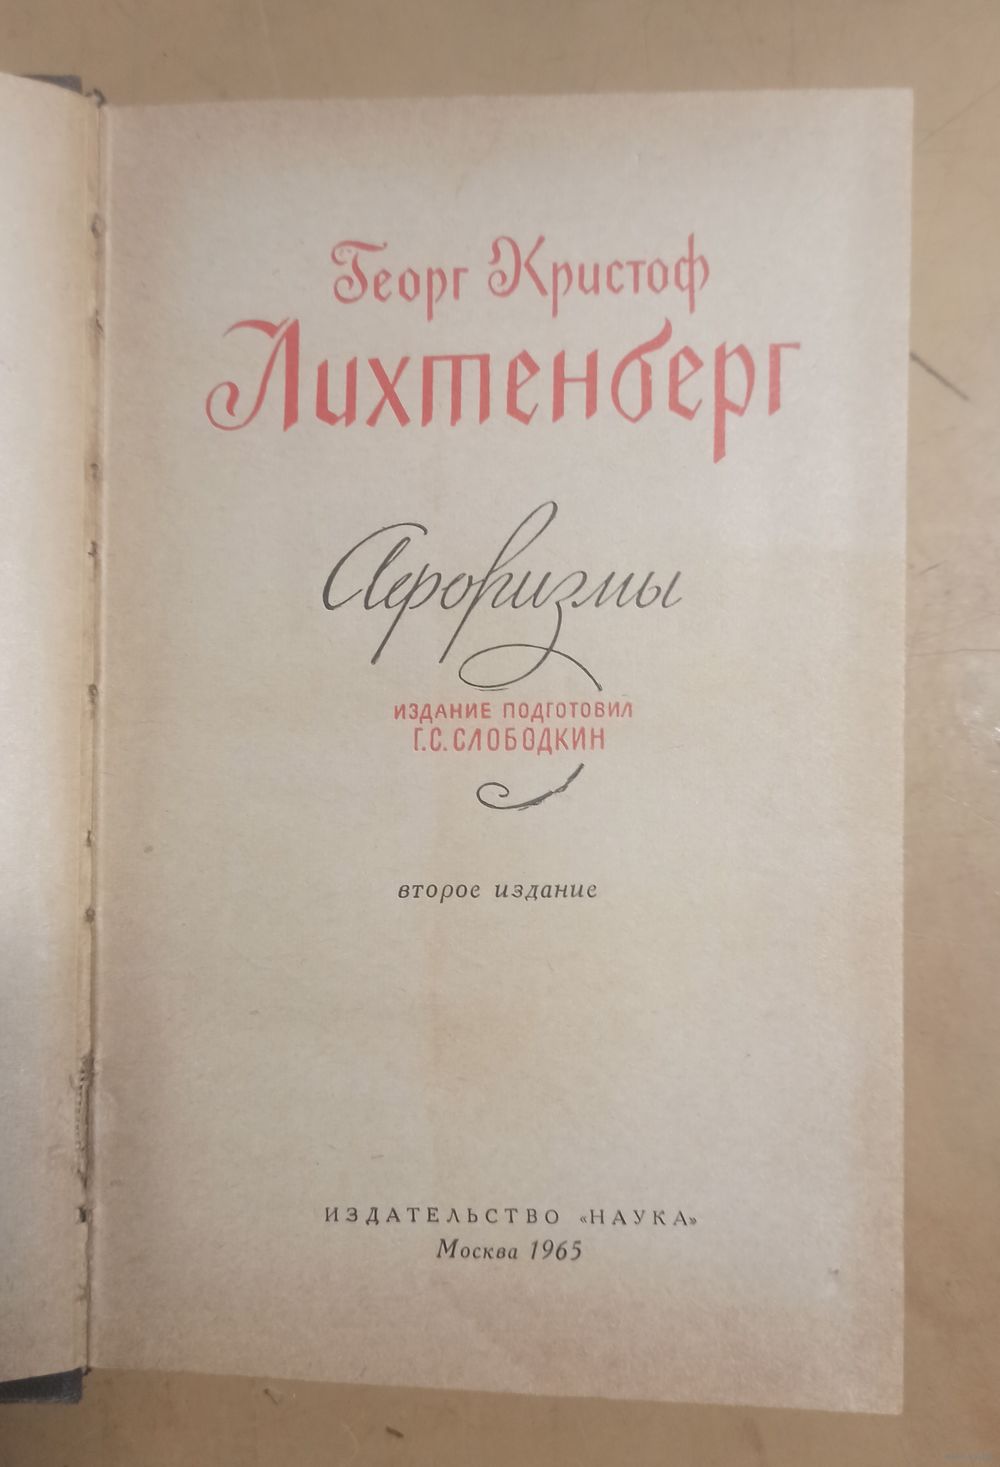 Георг Кристоф
Лихтенберг
Афоризмы
ИЗДАНИЕ ПОДГОТОВИЛ
Г.С.СЛОБОДКИН
второе издание
ИЗДАТЕЛЬСТВО «НАУКА»
Москва 1965